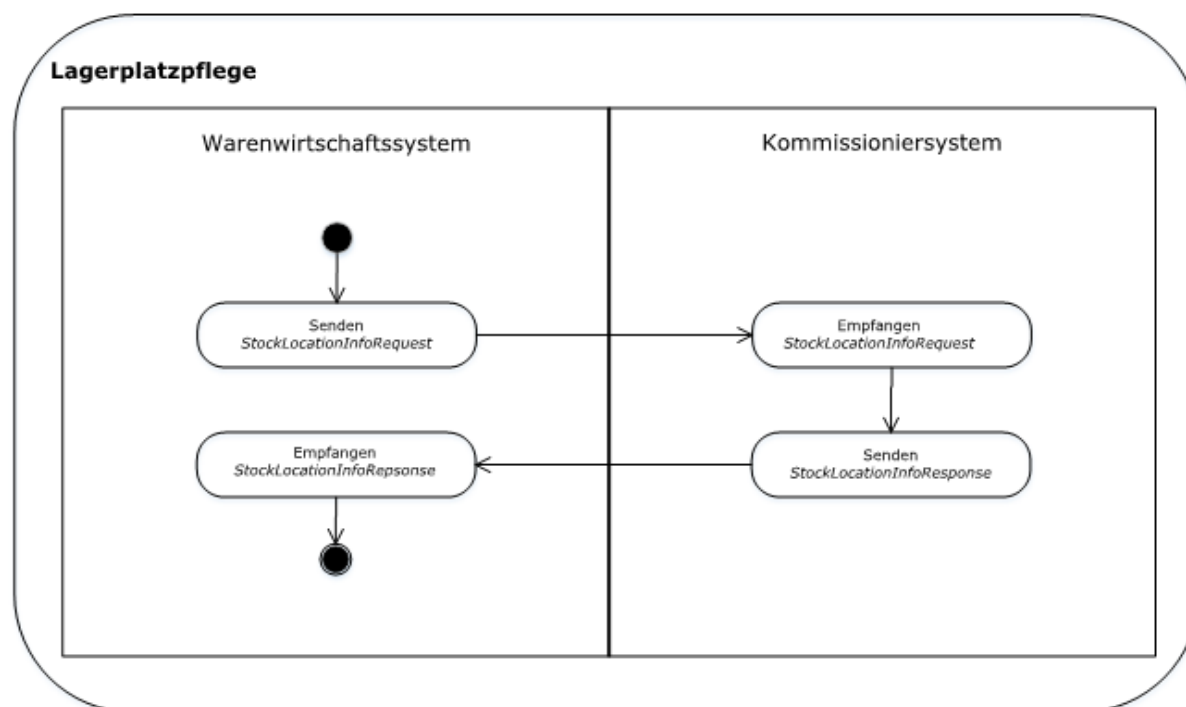 Lagerplatzpflege
Warenwirtschaftssystem
Kommissioniersystem
Senden
StockLocationInfoRequest
Empfangen
StockLocationInfoRequest
Empfangen
StockLocationInfoRepsonse
Senden
StockLocationInfoResponse